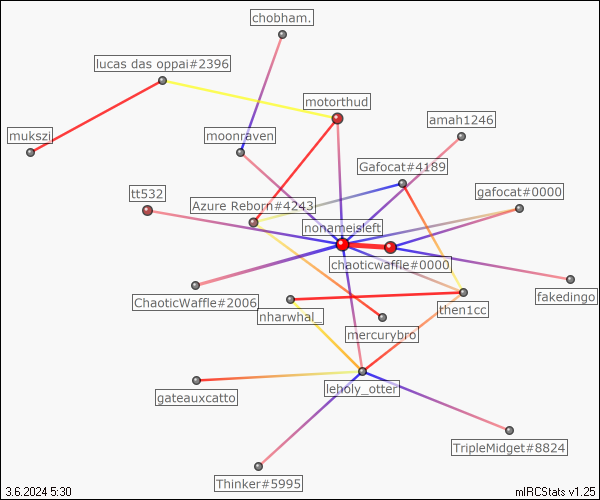 chobham.
lucas das oppai#2396
motorthud
amah1246
mukszi
moonraven
Gafocat#4189
tt532
gafocat#0000
Azure Reborn#4243
nonameisleft
chaoticwaffle#0000
ChaoticWaffle#2006
fakedingo
nharwhal_
then1cc
mercurybro
leholy_otter
gateauxcatto
TripleMidget#8824
Thinker#5995
3.6.2024 5:30
mIRCStats v1.25